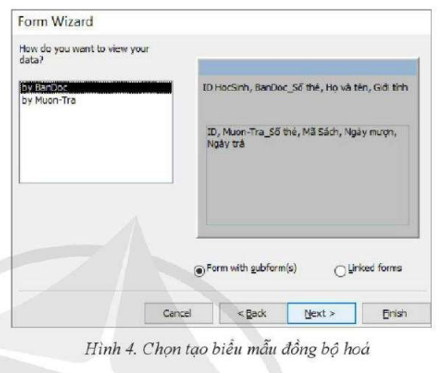 Form Wizard
How do you want to view your
data?
by BanDoc
by Muon-Tra
ID HocSinh, BanDoc_Số thẻ, Họ và tên, Giới tính
ID, Muon-Tra_Số thẻ, Mã Sách, Ngày mượn,
Ngày trả
Form with subform(s)
Linked forms
Cancel
< Back
Next >
Finish
Hình 4. Chọn tạo biểu mẫu đồng bộ hoá